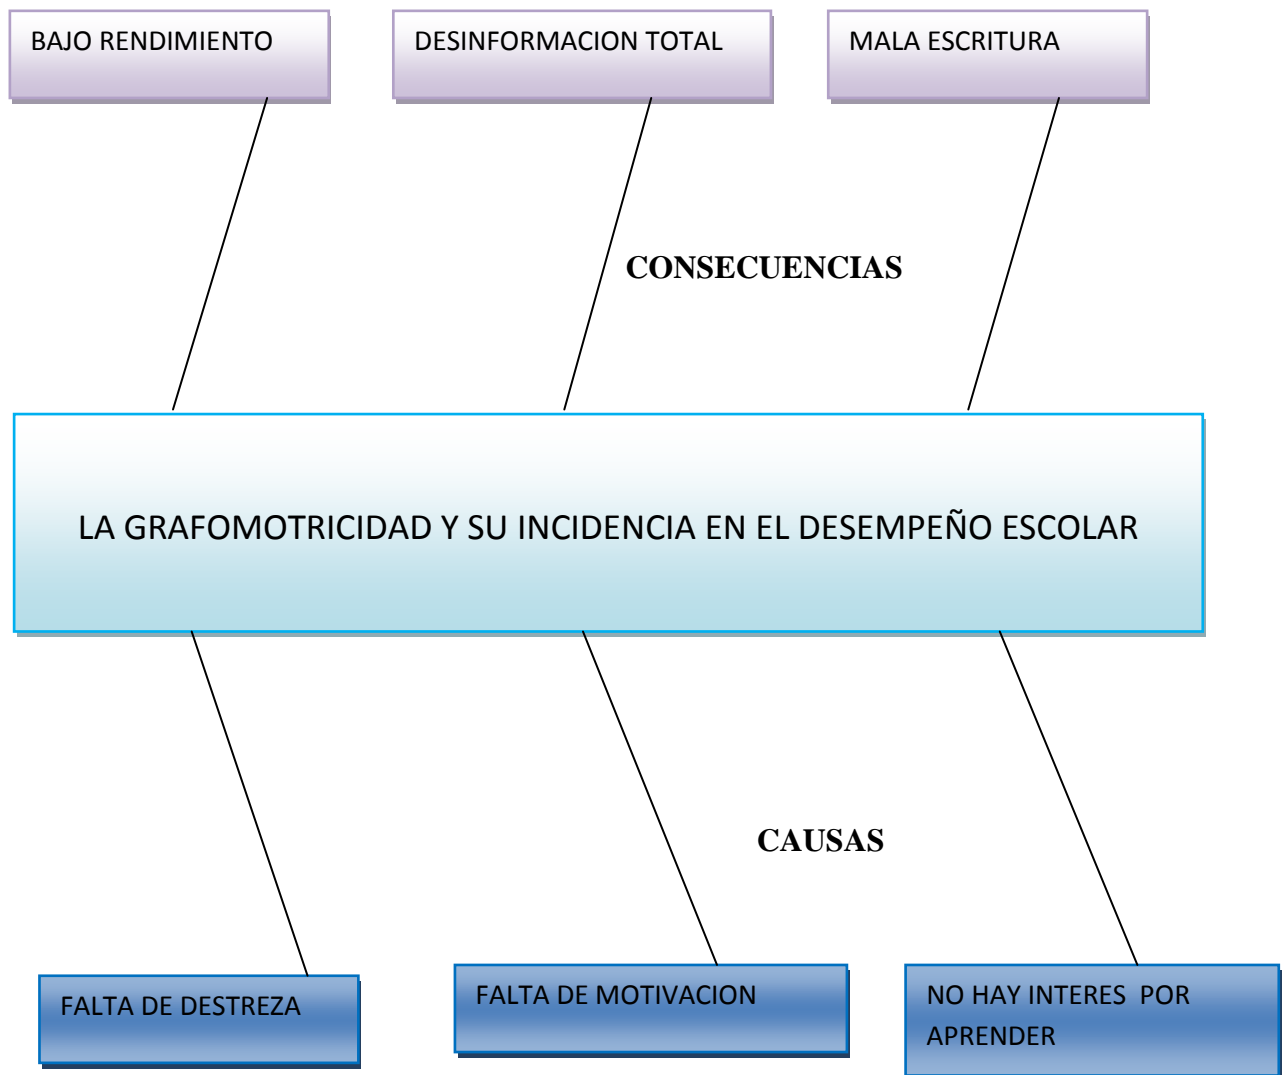 BAJO RENDIMIENTO
DESINFORMACION TOTAL
MALA ESCRITURA
CONSECUENCIAS
LA GRAFOMOTRICIDAD Y SU INCIDENCIA EN EL DESEMPEÑO ESCOLAR
CAUSAS
FALTA DE DESTREZA
FALTA DE MOTIVACION
NO HAY INTERES  POR
APRENDER